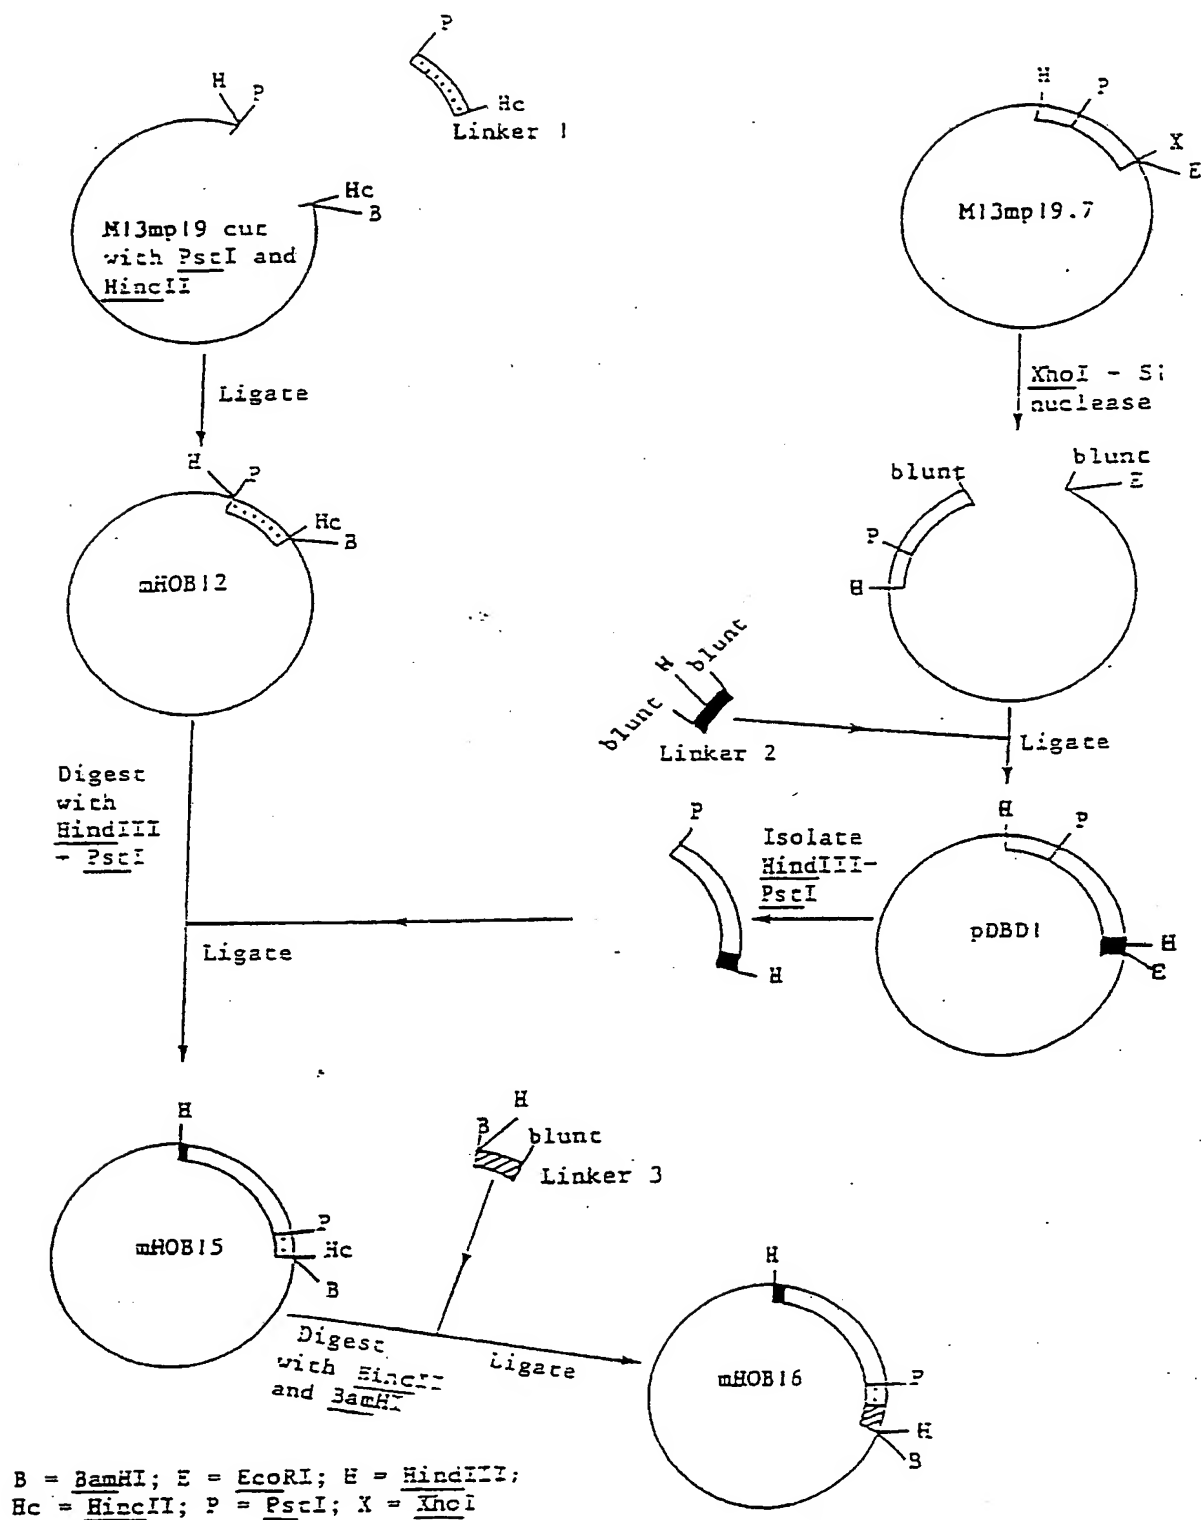 P
H
P
Hc
Linker 1
Hc
B
M13mp19 cut
with PstI and
HincII
H
P
X
E
M13mp19.7
Ligate
XhoI - S1
nuclease
H
P
Hc
B
mHOB12
blunt
blunt
E
P
H
blunt
H
blunt
Linker 2
Ligate
Digest
with
HindIII
- PstI
P
Isolate
HindIII-
PstI
H
H
P
pDBD1
H
E
Ligate
H
P
Hc
B
mHOB15
B
H
blunt
Linker 3
Digest
with HincII
and BamHI
Ligate
H
P
H
B
mHOB16
B = BamHI; E = EcoRI; H = HindIII;
Hc = HincII; P = PstI; X = XhoI